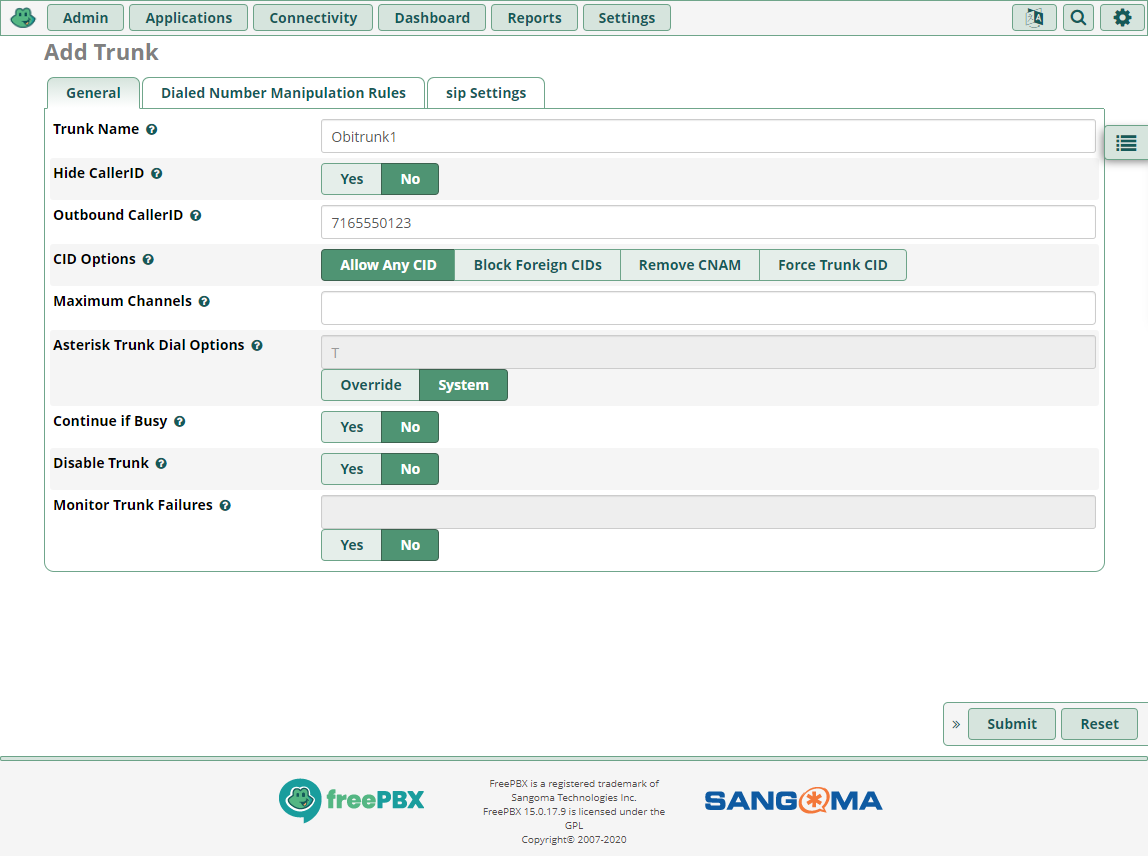 Admin Applications Connectivity Dashboard Reports Settings
Add Trunk
General Dialed Number Manipulation Rules sip Settings
Trunk Name
Obitrunk1
Hide CallerID
Yes No
Outbound CallerID
7165550123
CID Options
Allow Any CID Block Foreign CIDs Remove CNAM Force Trunk CID
Maximum Channels
Asterisk Trunk Dial Options
T
Override System
Continue if Busy
Yes No
Disable Trunk
Yes No
Monitor Trunk Failures
Yes No
» Submit Reset
freePBX
FreePBX is a registered trademark of
Sangoma Technologies Inc.
FreePBX 15.0.17.9 is licensed under the
GPL
Copyright© 2007-2020
SANGOMA